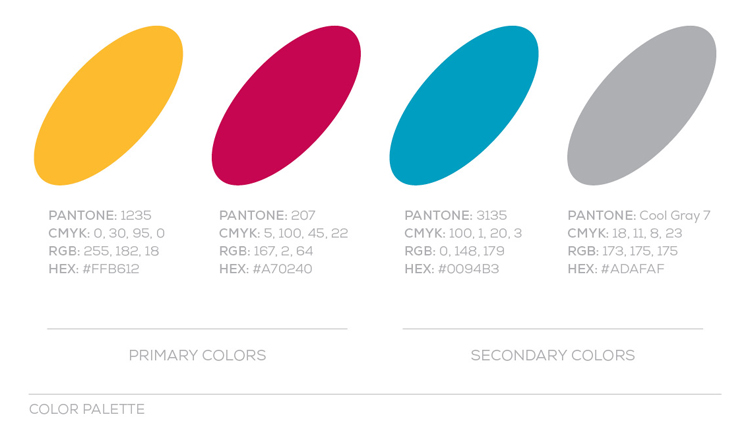 PANTONE: 1235
CMYK: 0, 30, 95, 0
RGB: 255, 182, 18
HEX: #FFB612
PANTONE: 207
CMYK: 5, 100, 45, 22
RGB: 167, 2, 64
HEX: #A70240
PANTONE: 3135
CMYK: 100, 1, 20, 3
RGB: 0, 148, 179
HEX: #0094B3
PANTONE: Cool Gray 7
CMYK: 18, 11, 8, 23
RGB: 173, 175, 175
HEX: #ADAFAF
PRIMARY COLORS
SECONDARY COLORS
COLOR PALETTE